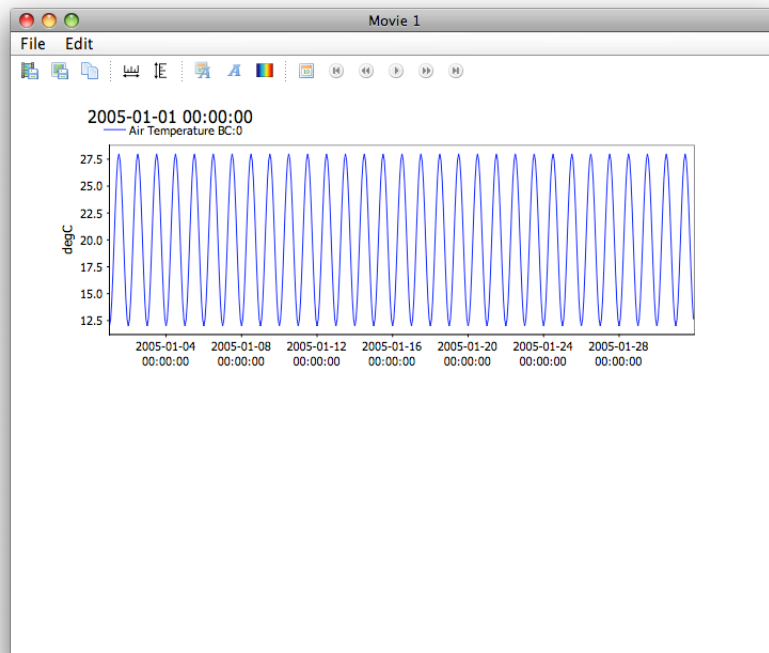 Movie 1
File Edit
2005-01-01 00:00:00
Air Temperature BC:0
27.5
25.0
22.5
20.0
17.5
15.0
12.5
degC
2005-01-04 2005-01-08 2005-01-12 2005-01-16 2005-01-20 2005-01-24 2005-01-28
00:00:00 00:00:00 00:00:00 00:00:00 00:00:00 00:00:00 00:00:00